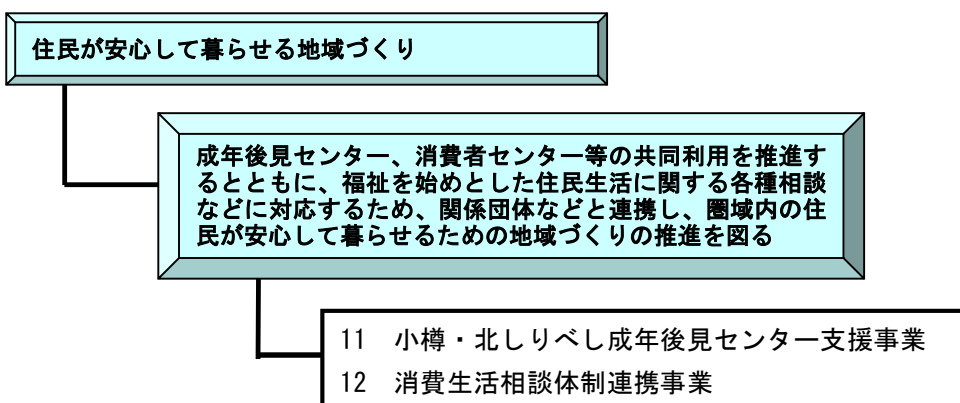 住民が安心して暮らせる地域づくり
成年後見センター、消費者センター等の共同利用を推進す
るとともに、福祉を始めとした住民生活に関する各種相談
などに対応するため、関係団体などと連携し、圏域内の住
民が安心して暮らせるための地域づくりの推進を図る
11　小樽・北しりべし成年後見センター支援事業
12　消費生活相談体制連携事業